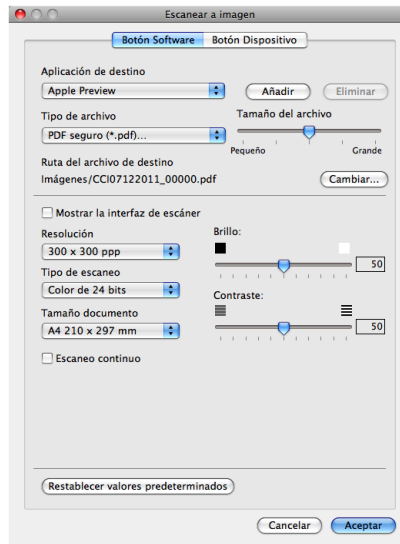 Escanear a imagen
Botón Software Botón Dispositivo
Aplicación de destino
Apple Preview Añadir Eliminar
Tipo de archivo Tamaño del archivo
PDF seguro (*.pdf)...
Pequeño Grande
Ruta del archivo de destino
Imágenes/CCI07122011_00000.pdf Cambiar...
Mostrar la interfaz de escáner
Resolución Brillo:
300 x 300 ppp 50
Tipo de escaneo
Color de 24 bits Contraste:
Tamaño documento
A4 210 x 297 mm 50
Escaneo continuo
Restablecer valores predeterminados
Cancelar Aceptar